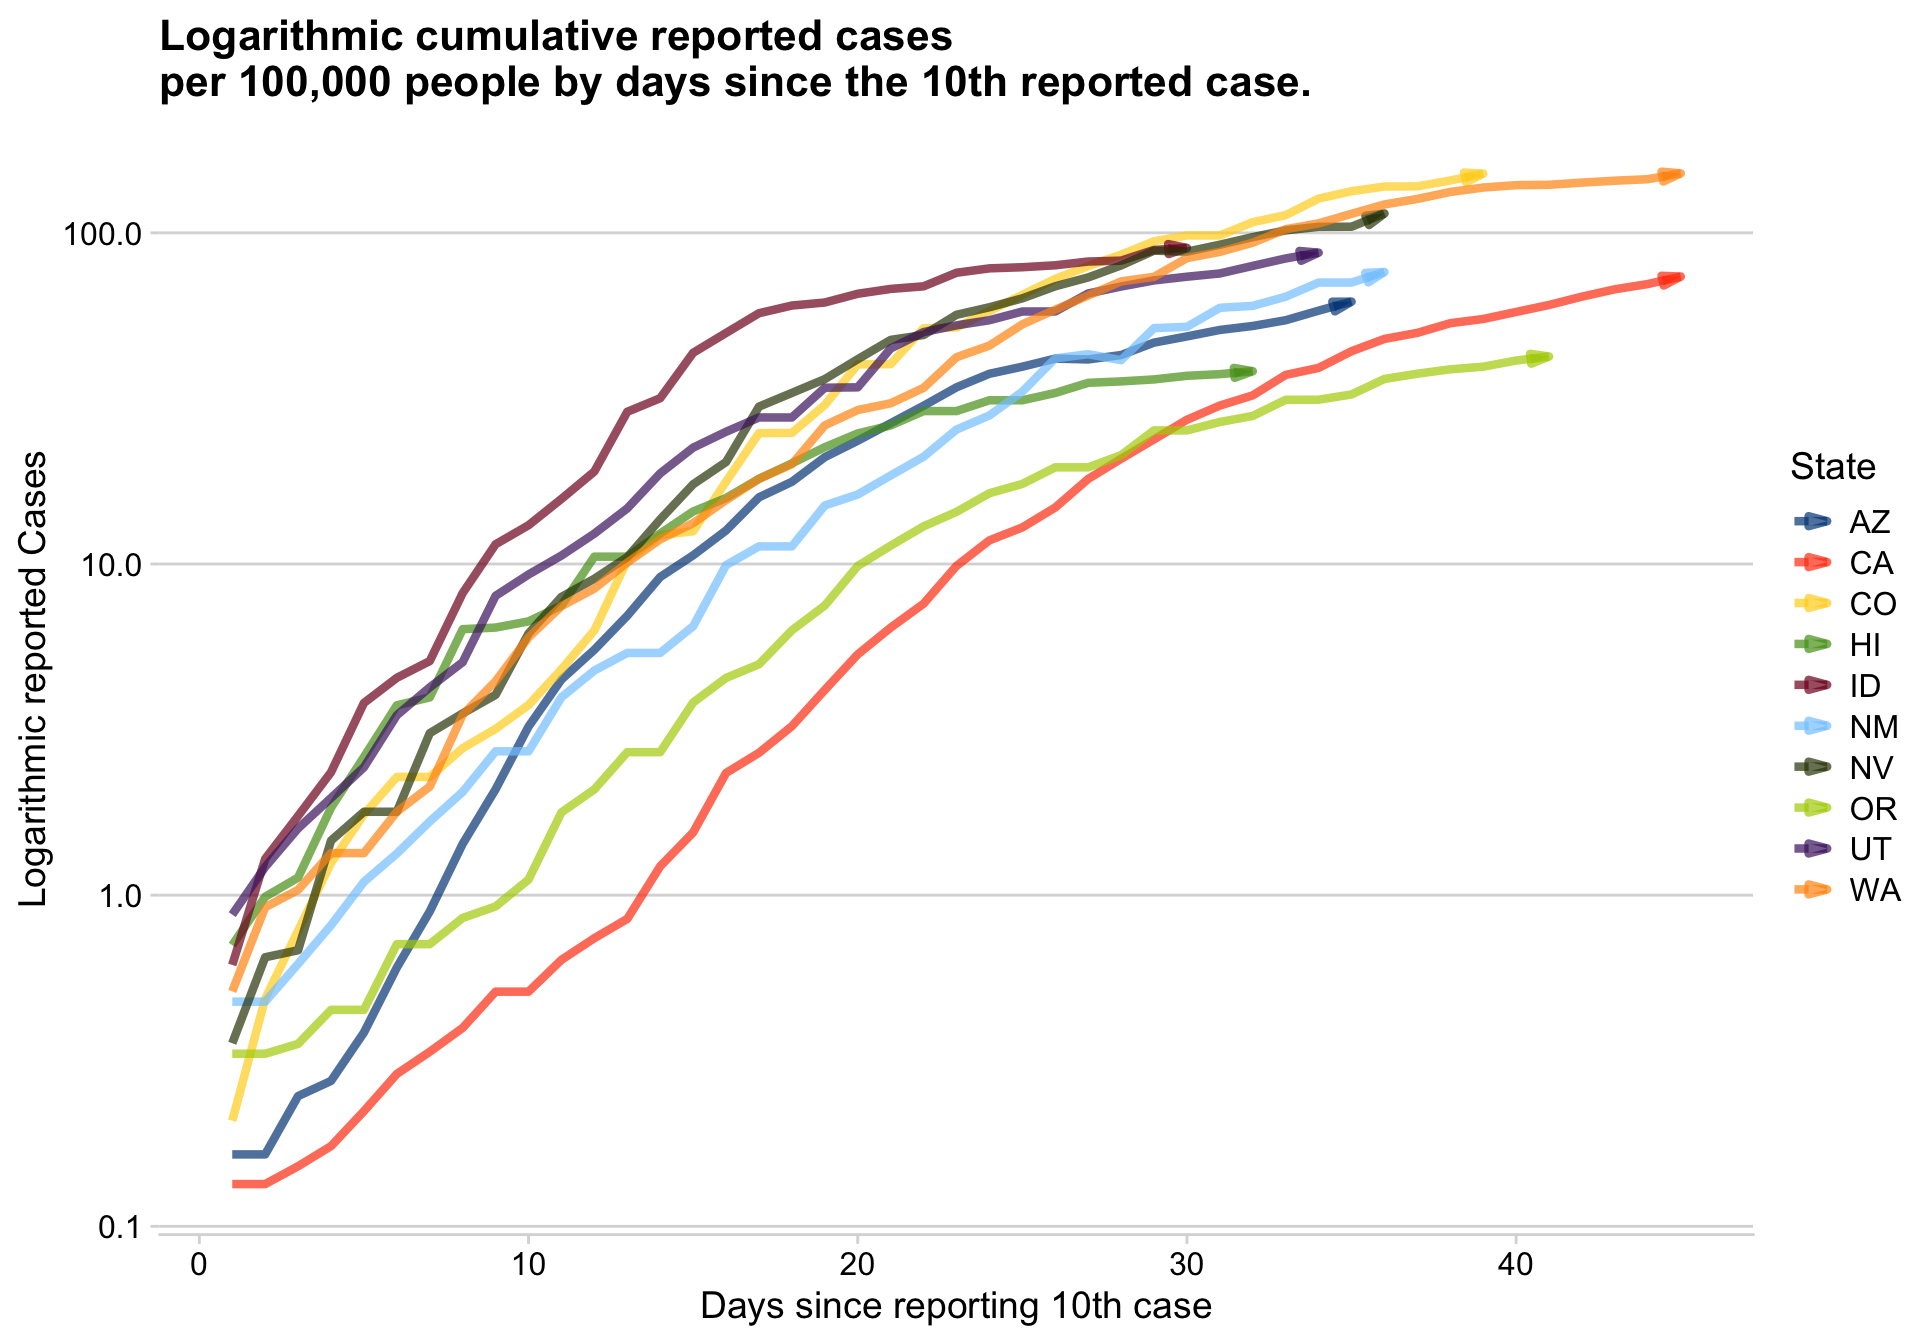 Logarithmic cumulative reported cases
per 100,000 people by days since the 10th reported case.
Logarithmic reported Cases
100.0
10.0
1.0
0.1
0
10
20
30
40
Days since reporting 10th case
State
AZ
CA
CO
HI
ID
NM
NV
OR
UT
WA